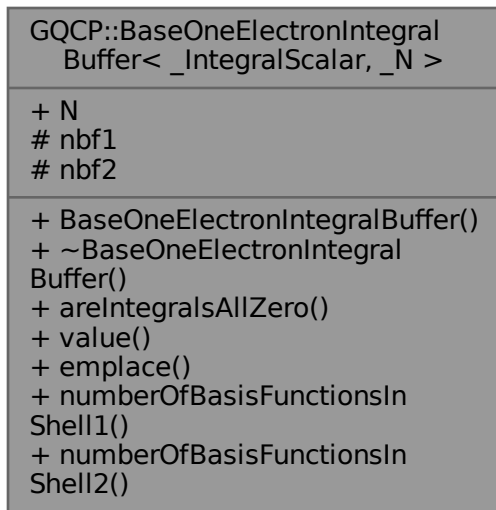 GQCP::BaseOneElectronIntegral
Buffer< _IntegralScalar, _N >
+ N
# nbf1
# nbf2
+ BaseOneElectronIntegralBuffer()
+ ~BaseOneElectronIntegral
Buffer()
+ areIntegralsAllZero()
+ value()
+ emplace()
+ numberOfBasisFunctionsIn
Shell1()
+ numberOfBasisFunctionsIn
Shell2()